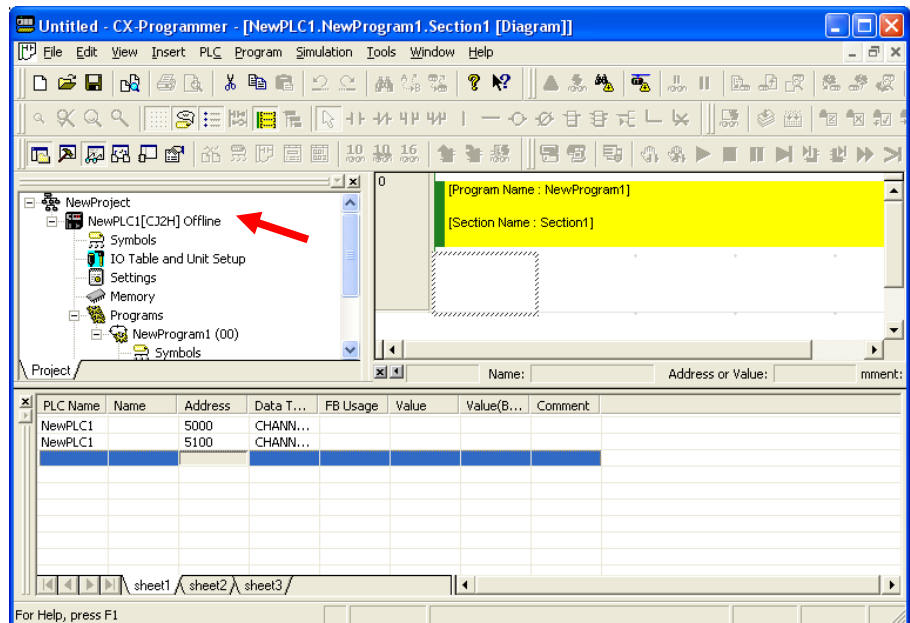 Untitled - CX-Programmer - [NewPLC1.NewProgram1.Section1 [Diagram]]
File Edit View Insert PLC Program Simulation Tools Window Help
10 10 16
NewProject
NewPLC1[CJ2H] Offline
Symbols
IO Table and Unit Setup
Settings
Memory
Programs
NewProgram1 (00)
Symbols
Project
0
[Program Name : NewProgram1]
[Section Name : Section1]
Name: Address or Value: mment:
PLC Name Name Address Data T... FB Usage Value Value(B... Comment
NewPLC1 5000 CHANN...
NewPLC1 5100 CHANN...
sheet1 sheet2 sheet3
For Help, press F1